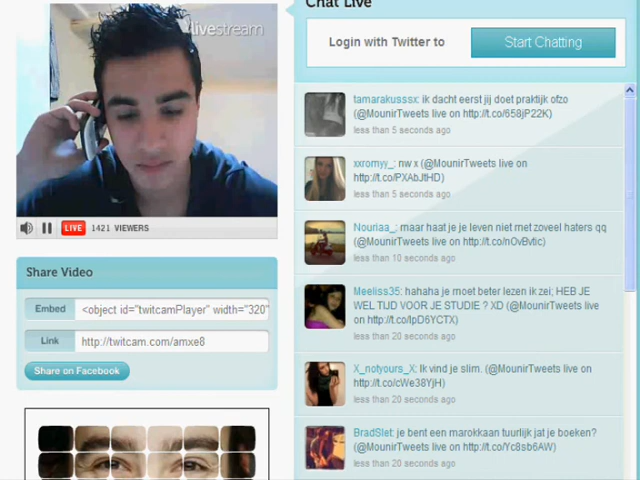 livestream
LIVE 1421 VIEWERS
Share Video
Embed <object id="twitcamPlayer" width="320"
Link http://twitcam.com/amxe8
Share on Facebook
Chat Live
Login with Twitter to Start Chatting
tamarakusssx: ik dacht eerst jij doet praktijk ofzo
(@MounirTweets live on http://t.co/658jP22K)
less than 5 seconds ago
xxromyy_: nw x (@MounirTweets live on
http://t.co/PXAbJtHD)
less than 5 seconds ago
Nouriaa_: maar haat je je leven niet met zoveel haters qq
(@MounirTweets live on http://t.co/nOvBvtic)
less than 10 seconds ago
Meeliss35: hahaha je moet beter lezen ik zei; HEB JE
WEL TIJD VOOR JE STUDIE ? XD (@MounirTweets live
on http://t.co/IpD6YCTX)
less than 20 seconds ago
X_notyours_X: Ik vind je slim. (@MounirTweets live on
http://t.co/cWe38YjH)
less than 20 seconds ago
BradSlet: je bent een marokkaan tuurlijk jat je boeken?
(@MounirTweets live on http://t.co/Yc8sb6AW)
less than 20 seconds ago